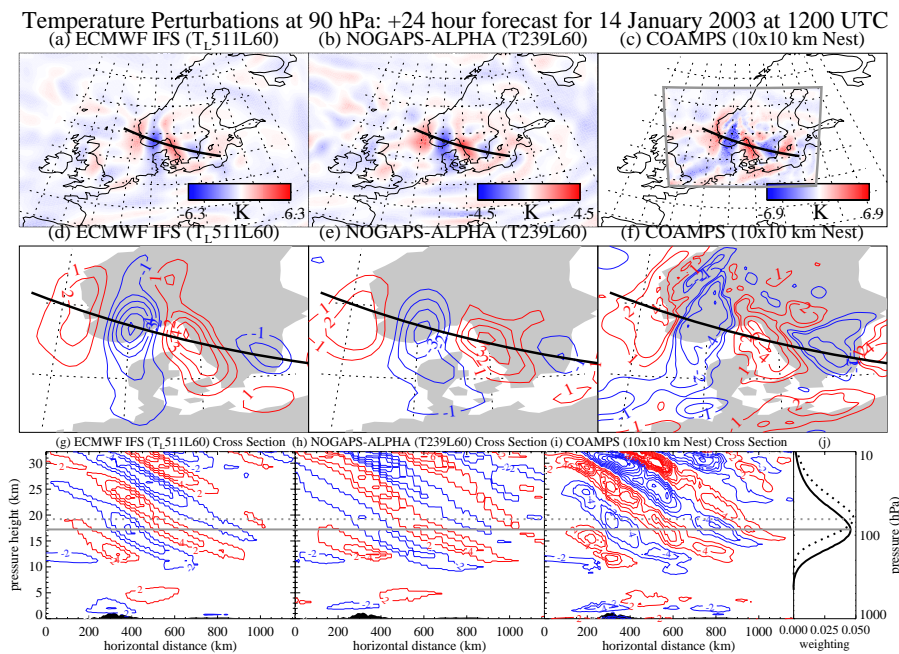 Temperature Perturbations at 90 hPa: +24 hour forecast for 14 January 2003 at 1200 UTC
(a) ECMWF IFS (T_L511L60) (b) NOGAPS-ALPHA (T239L60) (c) COAMPS (10x10 km Nest)
-6.3 K 6.3 -4.5 K 4.5 -6.9 K 6.9
(d) ECMWF IFS (T_L511L60) (e) NOGAPS-ALPHA (T239L60) (f) COAMPS (10x10 km Nest)
(g) ECMWF IFS (T_L511L60) Cross Section (h) NOGAPS-ALPHA (T239L60) Cross Section (i) COAMPS (10x10 km Nest) Cross Section (j)
pressure height (km)
30
25
20
15
10
5
0
10
100
1000
pressure (hPa)
0 200 400 600 800 1000 0 200 400 600 800 1000 0 200 400 600 800 1000 0.000 0.025 0.050
horizontal distance (km) horizontal distance (km) horizontal distance (km) weighting